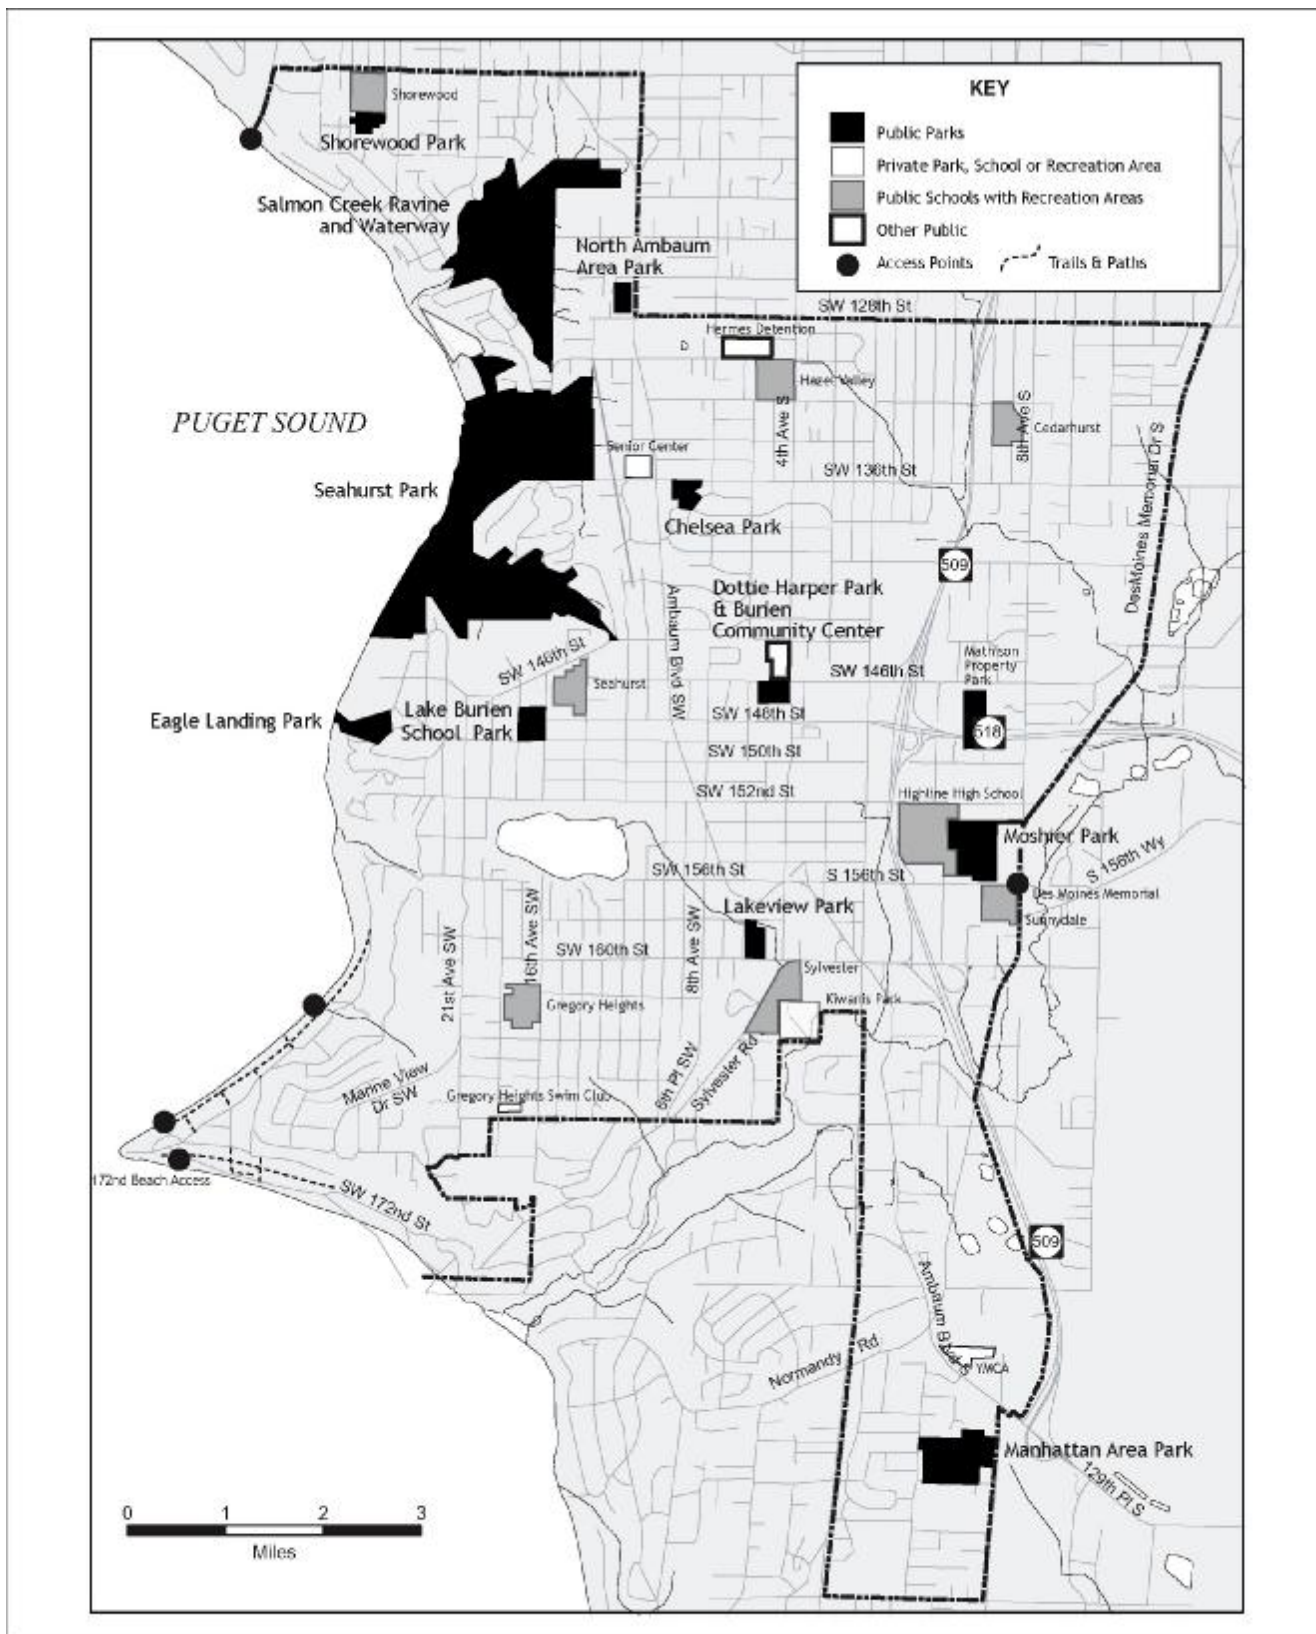 KEY
Public Parks
Private Park, School or Recreation Area
Public Schools with Recreation Areas
Other Public
Access Points
Trails & Paths
Shorewood
Shorewood Park
Salmon Creek Ravine
and Waterway
North Ambaum
Area Park
SW 128th St
Hermes Detention
D
Hazel Valley
4th Ave S
8th Ave S
Cedarhurst
PUGET SOUND
Senior Center
SW 136th St
DesMoines Memorial Dr S
Seahurst Park
Chelsea Park
509
Ambaum Blvd SW
Dottie Harper Park
& Burien
Community Center
SW 146th St
SW 146th St
Mathison
Property
Park
Seahurst
Eagle Landing Park
Lake Burien
School Park
SW 148th St
518
SW 150th St
SW 152nd St
Highline High School
Moshier Park
SW 156th St
S 156th St
S 156th Wy
Des Moines Memorial
Sunnydale
Lakeview Park
21st Ave SW
16th Ave SW
SW 160th St
8th Ave SW
Sylvester
Gregory Heights
Kiwanis Park
Marine View
Dr SW
6th Pl SW
Sylvester Rd
Gregory Heights Swim Club
172nd Beach Access
SW 172nd St
509
Ambaum Blvd S
Normandy Rd
YMCA
Manhattan Area Park
129th Pl S
0 1 2 3
Miles